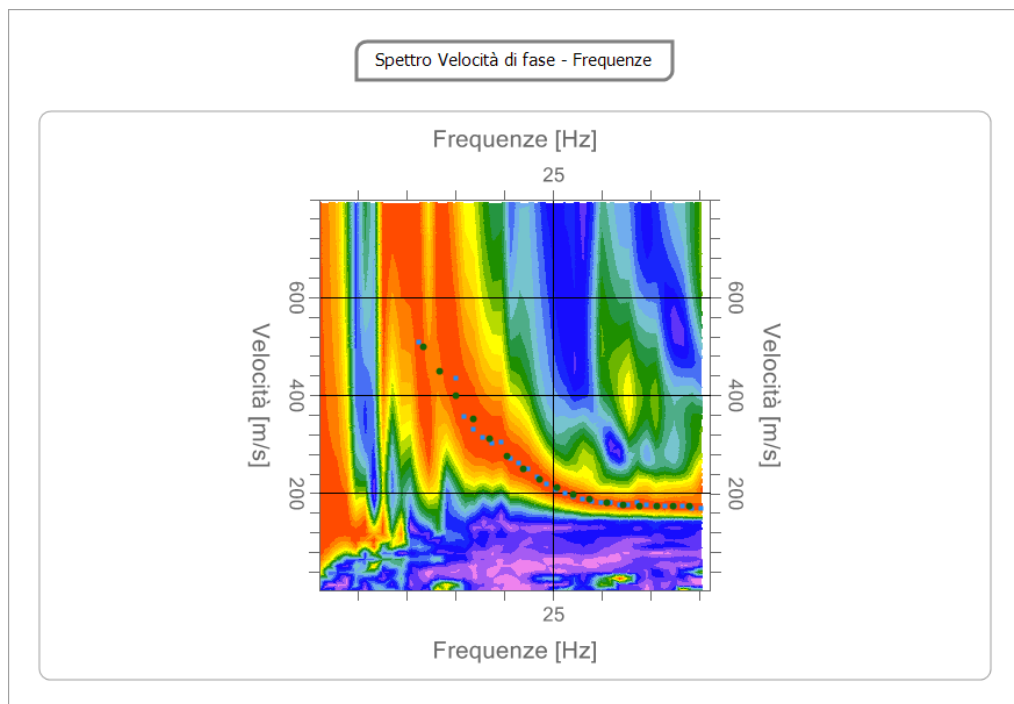 Spettro Velocità di fase - Frequenze
Frequenze [Hz]
25
600
400
200
Velocità [m/s]
600
400
200
Velocità [m/s]
25
Frequenze [Hz]